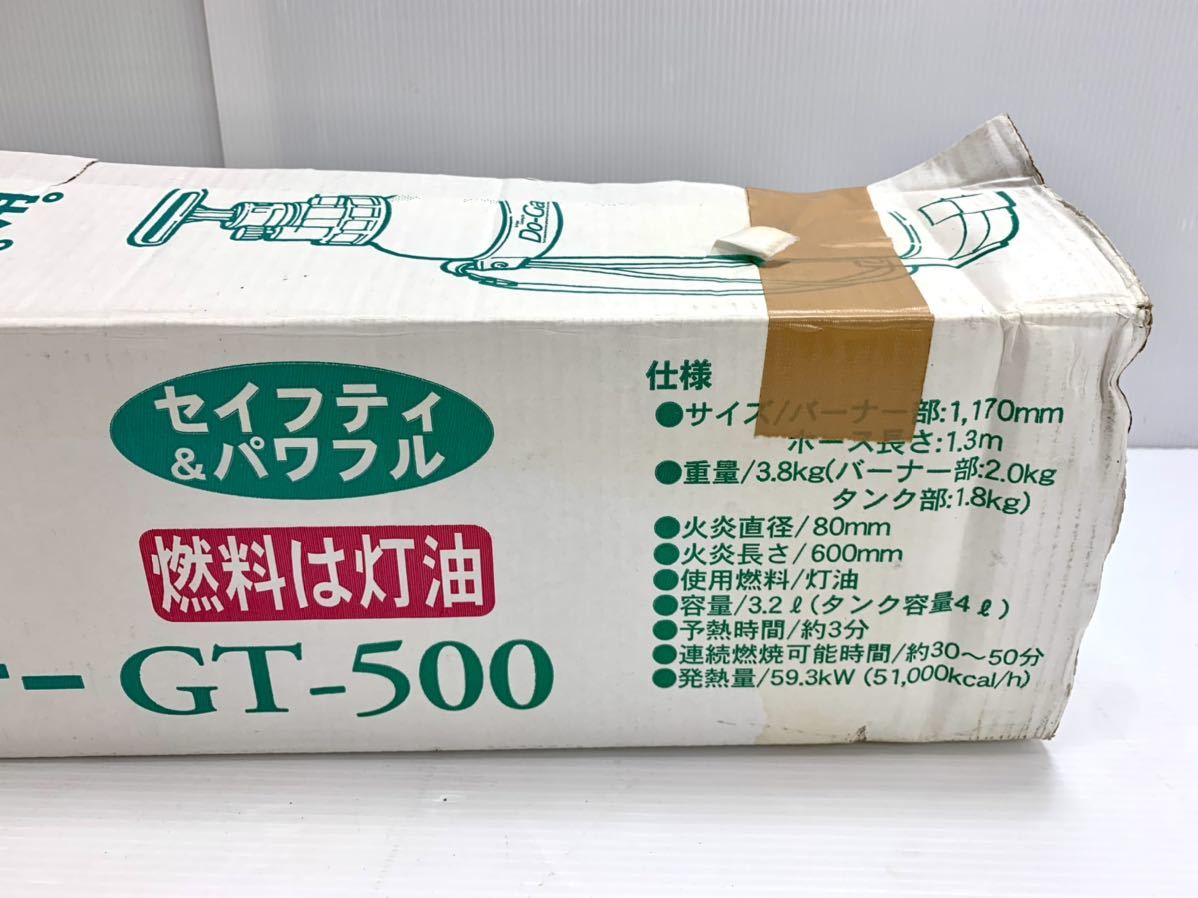 Do-Ca
セイフティ
&パワフル
燃料は灯油
ナーGT-500
仕様
●サイズ/バーナー部:1,170mm
ホース長さ:1.3m
●重量/3.8kg(バーナー部:2.0kg
タンク部:1.8kg)
●火炎直径/80mm
●火炎長さ/600mm
●使用燃料/灯油
●容量/3.2ℓ(タンク容量4ℓ)
●予熱時間/約3分
●連続燃焼可能時間/約30～50分
●発熱量/59.3kW (51,000kcal/h)